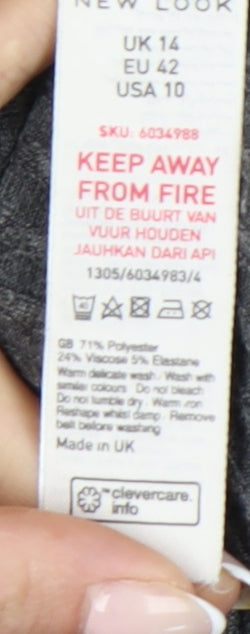 NEW LOOK
UK 14
EU 42
USA 10
SKU: 6034988
KEEP AWAY
FROM FIRE
UIT DE BUURT VAN
VUUR HOUDEN
JAUHKAN DARI API
1305/6034983/4
GB 71% Polyester
24% Viscose 5% Elastane
Warm delicate wash. Wash with
similar colours. Do not bleach
Do not tumble dry. Warm iron
Reshape whilst damp. Remove
belt before washing
Made in UK
™clevercare.
info